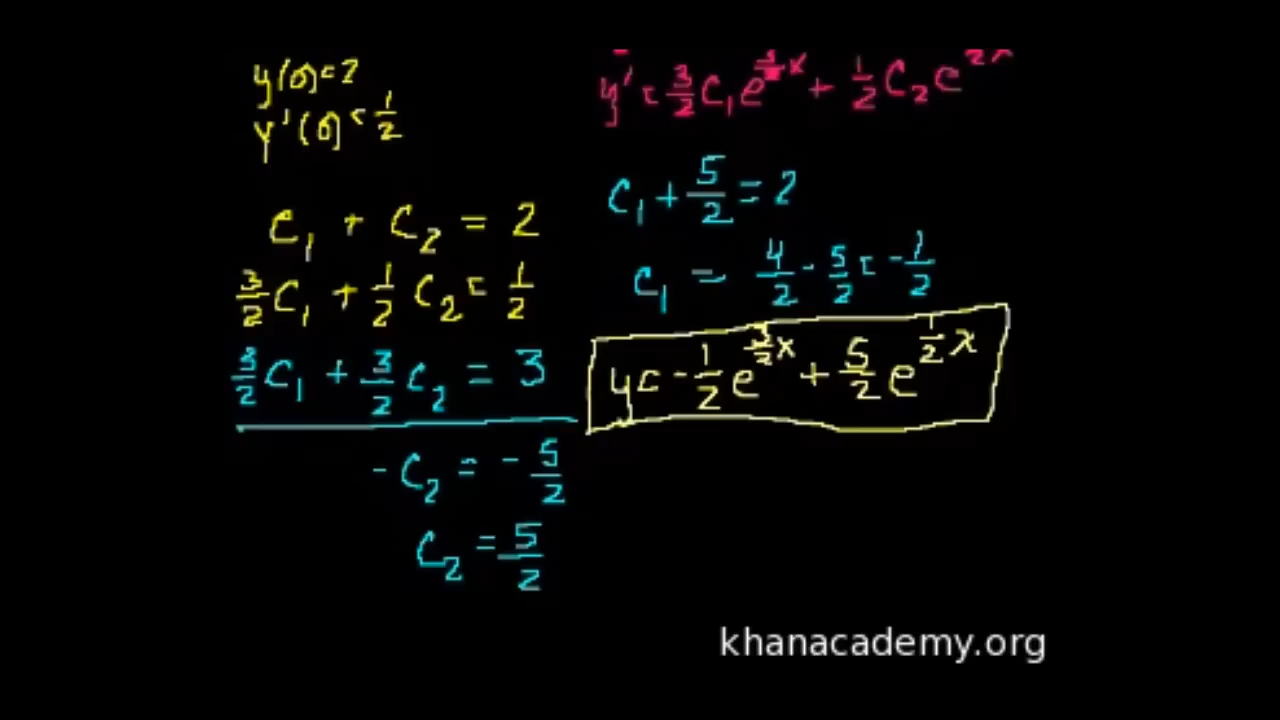 y(0)=2
y'(0)=1/2
C₁ + C₂ = 2
3/2 C₁ + 1/2 C₂ = 1/2
3/2 C₁ + 3/2 C₂ = 3
-C₂ = -5/2
C₂ = 5/2
y' = 3/2 C₁ e^(3/2 x) + 1/2 C₂ e
C₁ + 5/2 = 2
C₁ = 4/2 - 5/2 = -1/2
y = -1/2 e^(3/2 x) + 5/2 e^(1/2 x)
khanacademy.org